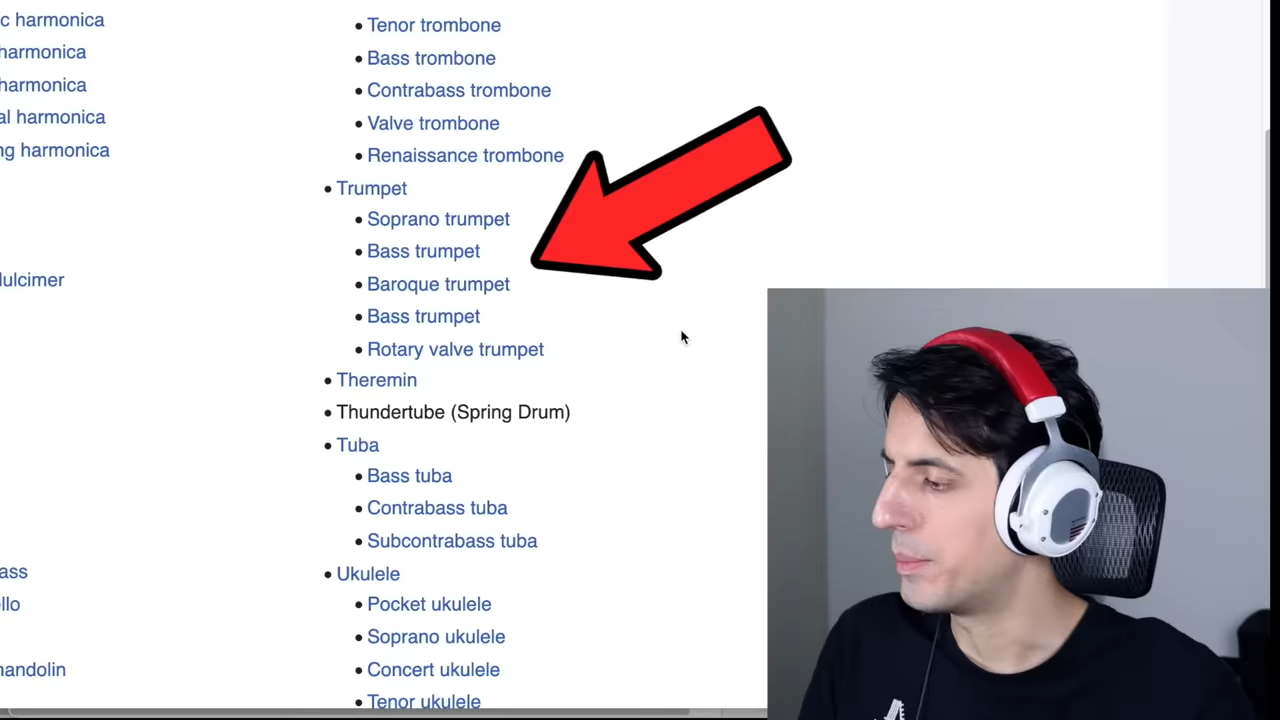 c harmonica
harmonica
harmonica
al harmonica
ng harmonica
dulcimer
ass
llo
mandolin
Tenor trombone
Bass trombone
Contrabass trombone
Valve trombone
Renaissance trombone
Trumpet
Soprano trumpet
Bass trumpet
Baroque trumpet
Bass trumpet
Rotary valve trumpet
Theremin
Thundertube (Spring Drum)
Tuba
Bass tuba
Contrabass tuba
Subcontrabass tuba
Ukulele
Pocket ukulele
Soprano ukulele
Concert ukulele
Tenor ukulele